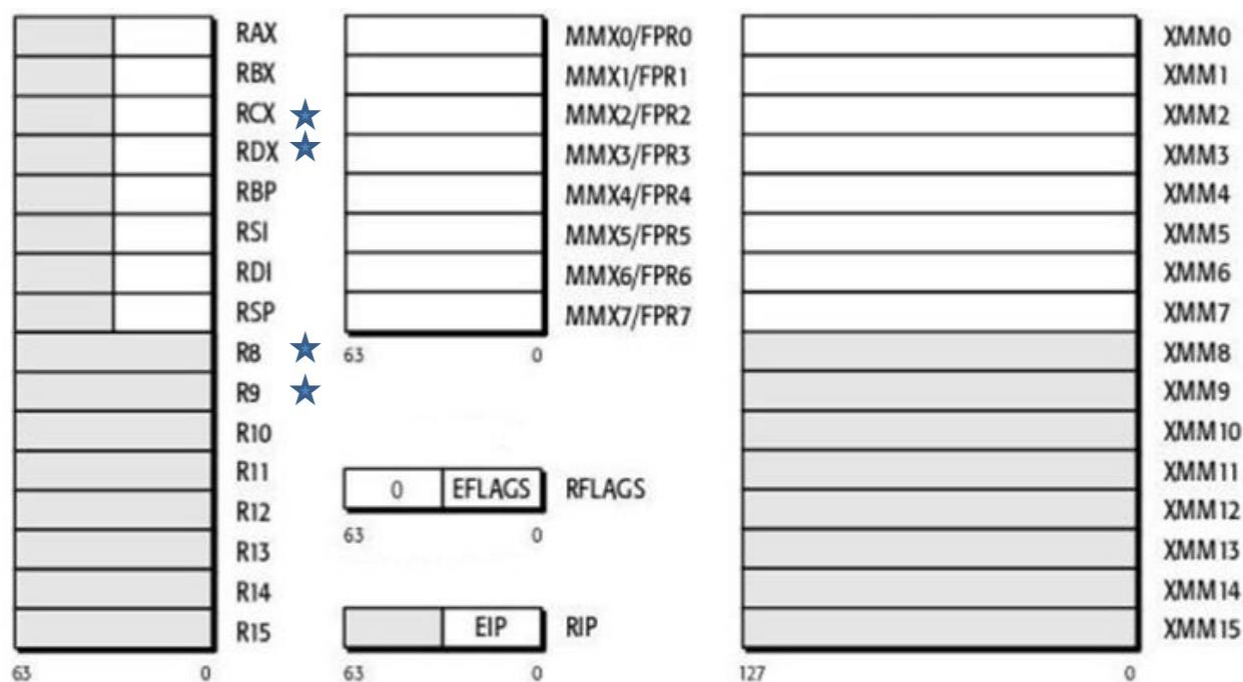 RAX
RBX
RCX
RDX
RBP
RSI
RDI
RSP
R8
R9
R10
R11
R12
R13
R14
R15
63 0
MMX0/FPR0
MMX1/FPR1
MMX2/FPR2
MMX3/FPR3
MMX4/FPR4
MMX5/FPR5
MMX6/FPR6
MMX7/FPR7
63 0
0 EFLAGS RFLAGS
63 0
EIP RIP
63 0
XMM0
XMM1
XMM2
XMM3
XMM4
XMM5
XMM6
XMM7
XMM8
XMM9
XMM10
XMM11
XMM12
XMM13
XMM14
XMM15
127 0